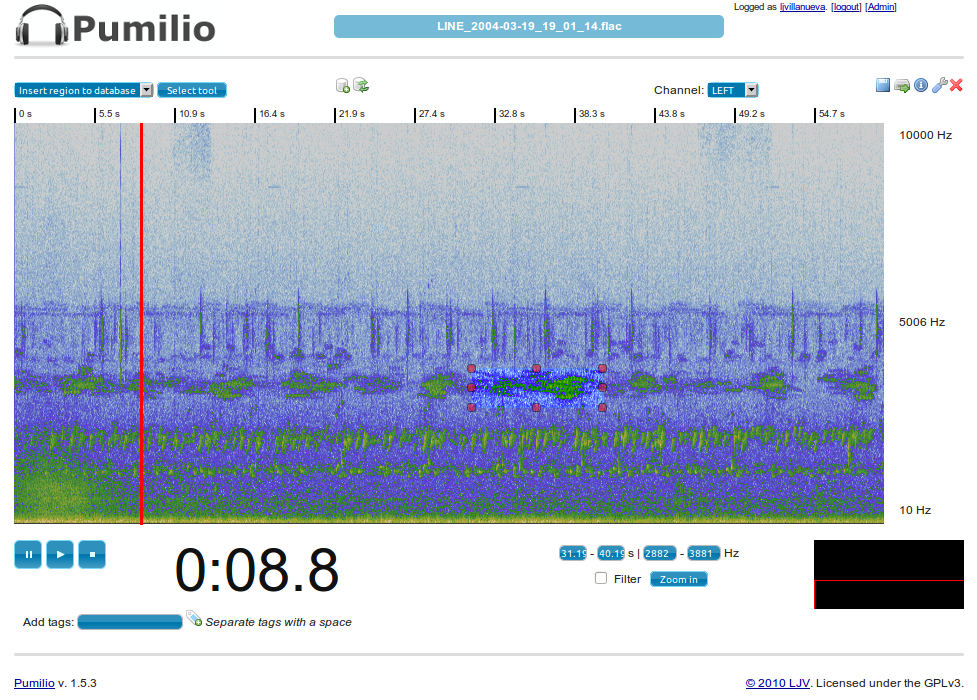 Logged as ljvillanueva. [logout] [Admin]
Pumilio
LINE_2004-03-19_19_01_14.flac
Insert region to database Select tool Channel: LEFT
0 s 5.5 s 10.9 s 16.4 s 21.9 s 27.4 s 32.8 s 38.3 s 43.8 s 49.2 s 54.7 s
10000 Hz
5006 Hz
10 Hz
0:08.8
31.19 - 40.19 s | 2882 - 3881 Hz
Filter Zoom in
Add tags: Separate tags with a space
Pumilio v. 1.5.3
© 2010 LJV. Licensed under the GPLv3.